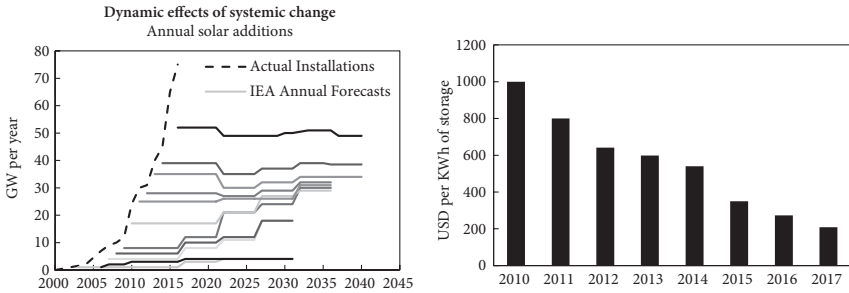 Dynamic effects of systemic change
Annual solar additions
GW per year
80
70
60
50
40
30
20
10
0
Actual Installations
IEA Annual Forecasts
2000 2005 2010 2015 2020 2025 2030 2035 2040 2045
USD per KWh of storage
1200
1000
800
600
400
200
0
2010 2011 2012 2013 2014 2015 2016 2017